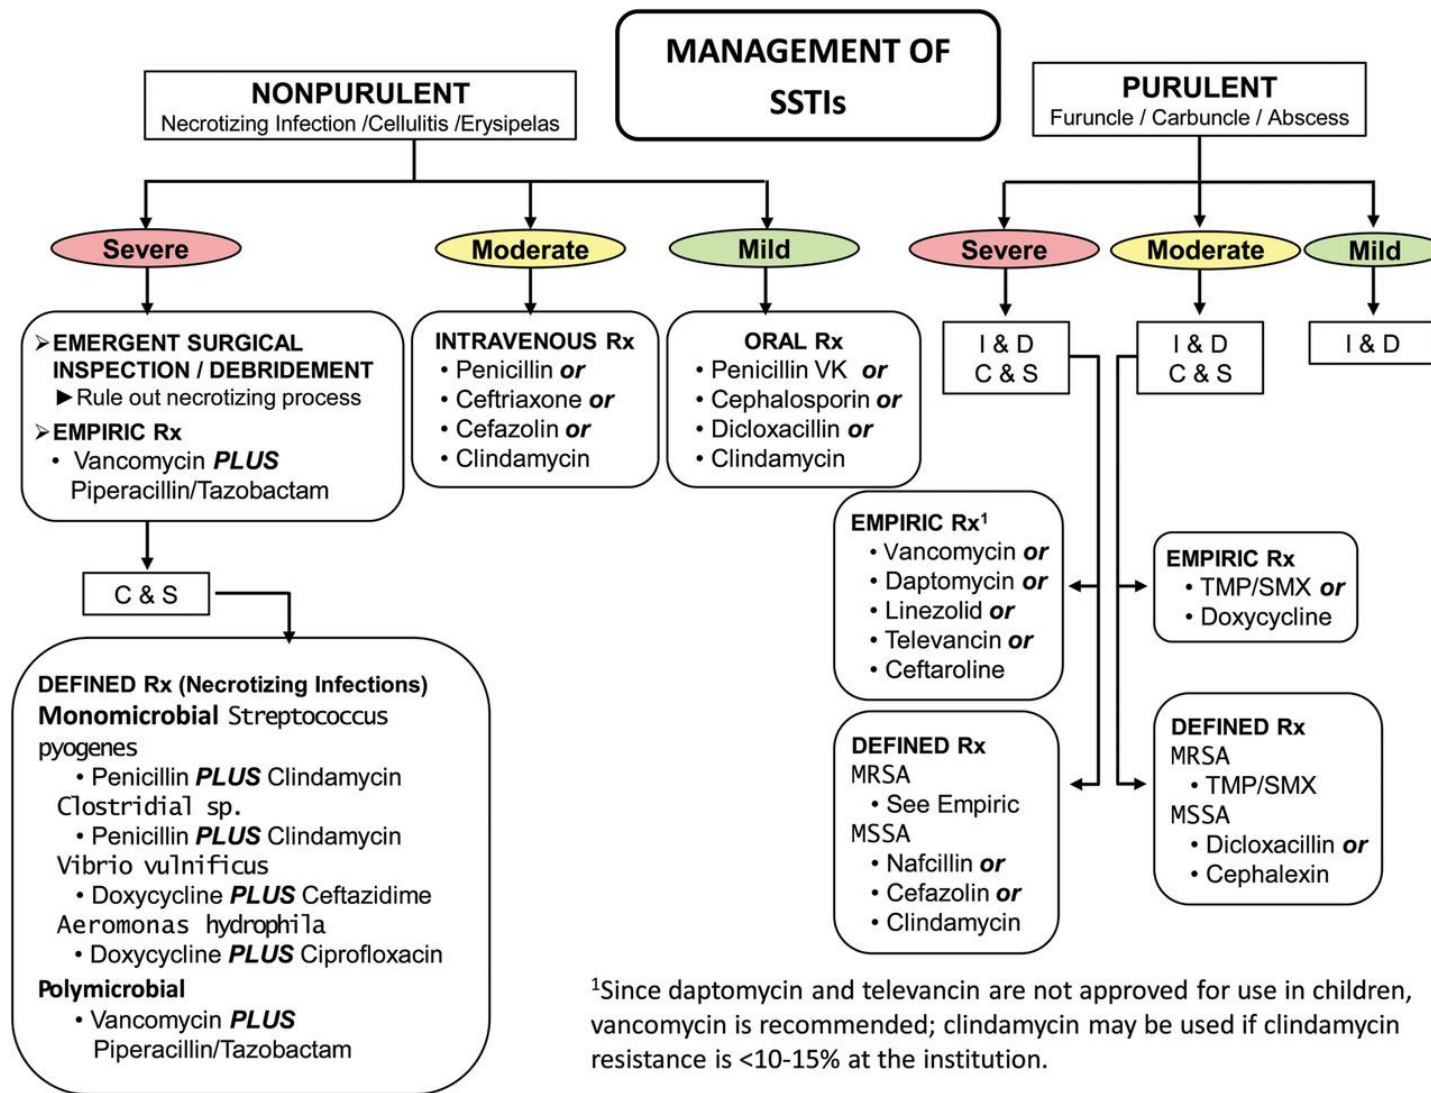 MANAGEMENT OF
SSTIs
NONPURULENT
Necrotizing Infection /Cellulitis /Erysipelas
Severe
➢EMERGENT SURGICAL
INSPECTION / DEBRIDEMENT
►Rule out necrotizing process
➢EMPIRIC Rx
• Vancomycin PLUS
Piperacillin/Tazobactam
C & S
DEFINED Rx (Necrotizing Infections)
Monomicrobial Streptococcus
pyogenes
• Penicillin PLUS Clindamycin
Clostridial sp.
• Penicillin PLUS Clindamycin
Vibrio vulnificus
• Doxycycline PLUS Ceftazidime
Aeromonas hydrophila
• Doxycycline PLUS Ciprofloxacin
Polymicrobial
• Vancomycin PLUS
Piperacillin/Tazobactam
Moderate
INTRAVENOUS Rx
• Penicillin or
• Ceftriaxone or
• Cefazolin or
• Clindamycin
Mild
ORAL Rx
• Penicillin VK or
• Cephalosporin or
• Dicloxacillin or
• Clindamycin
PURULENT
Furuncle / Carbuncle / Abscess
Severe
I & D
C & S
EMPIRIC Rx¹
• Vancomycin or
• Daptomycin or
• Linezolid or
• Televancin or
• Ceftaroline
DEFINED Rx
MRSA
• See Empiric
MSSA
• Nafcillin or
• Cefazolin or
• Clindamycin
Moderate
I & D
C & S
EMPIRIC Rx
• TMP/SMX or
• Doxycycline
DEFINED Rx
MRSA
• TMP/SMX
MSSA
• Dicloxacillin or
• Cephalexin
Mild
I & D
¹Since daptomycin and televancin are not approved for use in children,
vancomycin is recommended; clindamycin may be used if clindamycin
resistance is <10-15% at the institution.